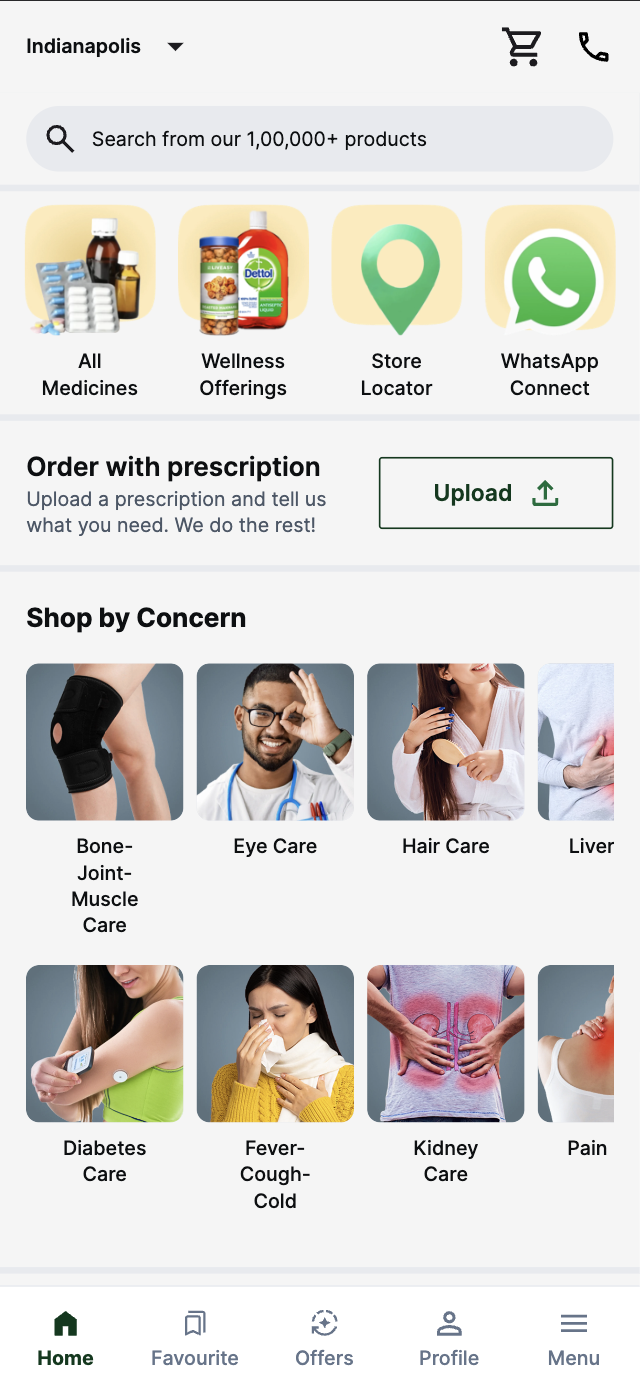 Indianapolis
Search from our 1,00,000+ products
Dettol
All
Medicines
Wellness
Offerings
Store
Locator
WhatsApp
Connect
Order with prescription
Upload a prescription and tell us
what you need. We do the rest!
Upload
Shop by Concern
Bone-
Joint-
Muscle
Care
Eye Care
Hair Care
Liver
Diabetes
Care
Fever-
Cough-
Cold
Kidney
Care
Pain
Home
Favourite
Offers
Profile
Menu